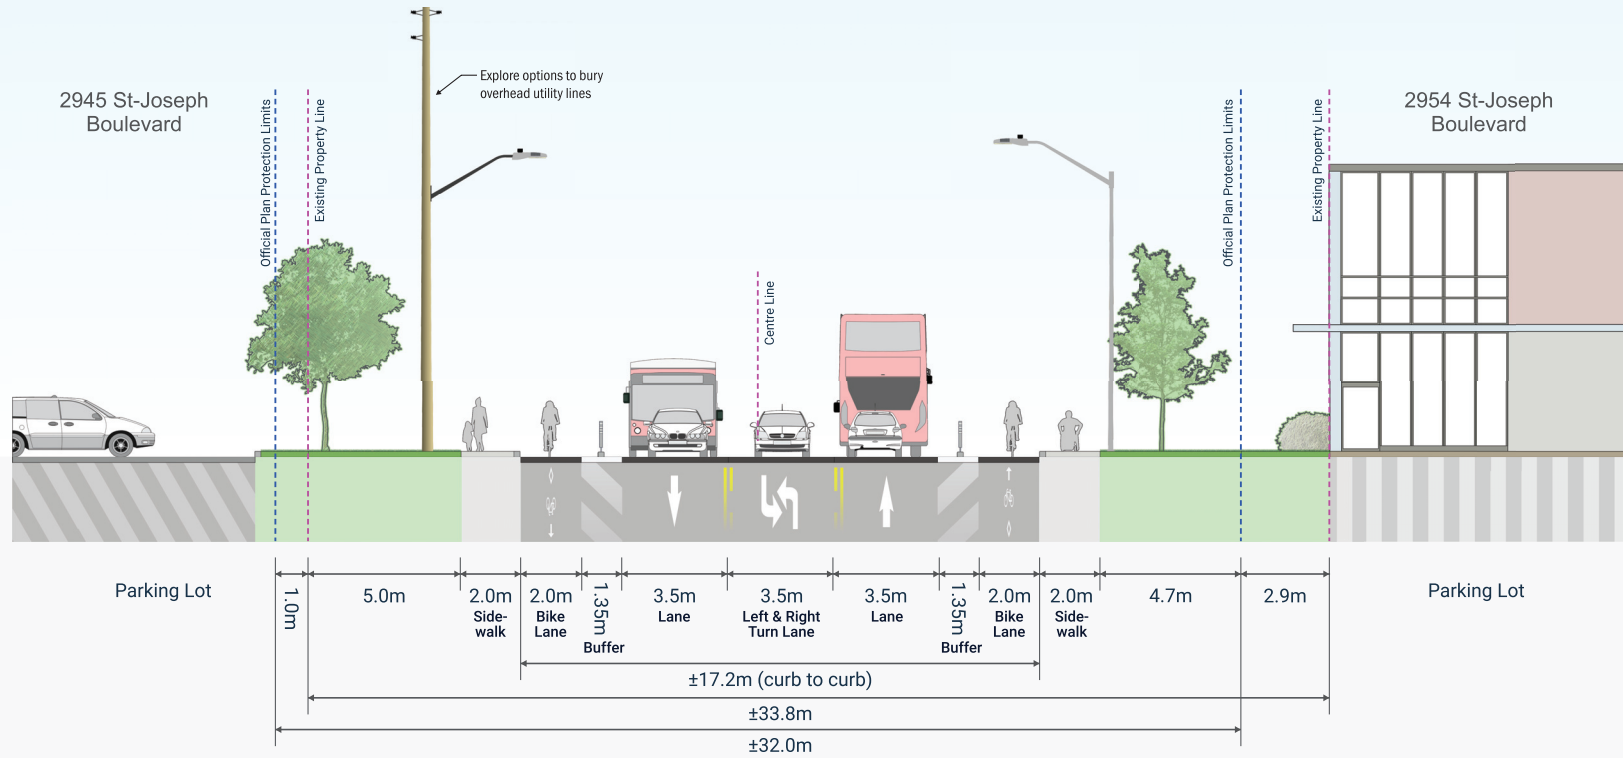 Explore options to bury
overhead utility lines
2945 St-Joseph
Boulevard
2954 St-Joseph
Boulevard
Official Plan Protection Limits
Existing Property Line
Centre Line
Official Plan Protection Limits
Existing Property Line
Parking Lot
1.0m
5.0m
2.0m
Side-
walk
2.0m
Bike
Lane
1.35m
Buffer
3.5m
Lane
3.5m
Left & Right
Turn Lane
3.5m
Lane
1.35m
Buffer
2.0m
Bike
Lane
2.0m
Side-
walk
4.7m
2.9m
Parking Lot
±17.2m (curb to curb)
±33.8m
±32.0m